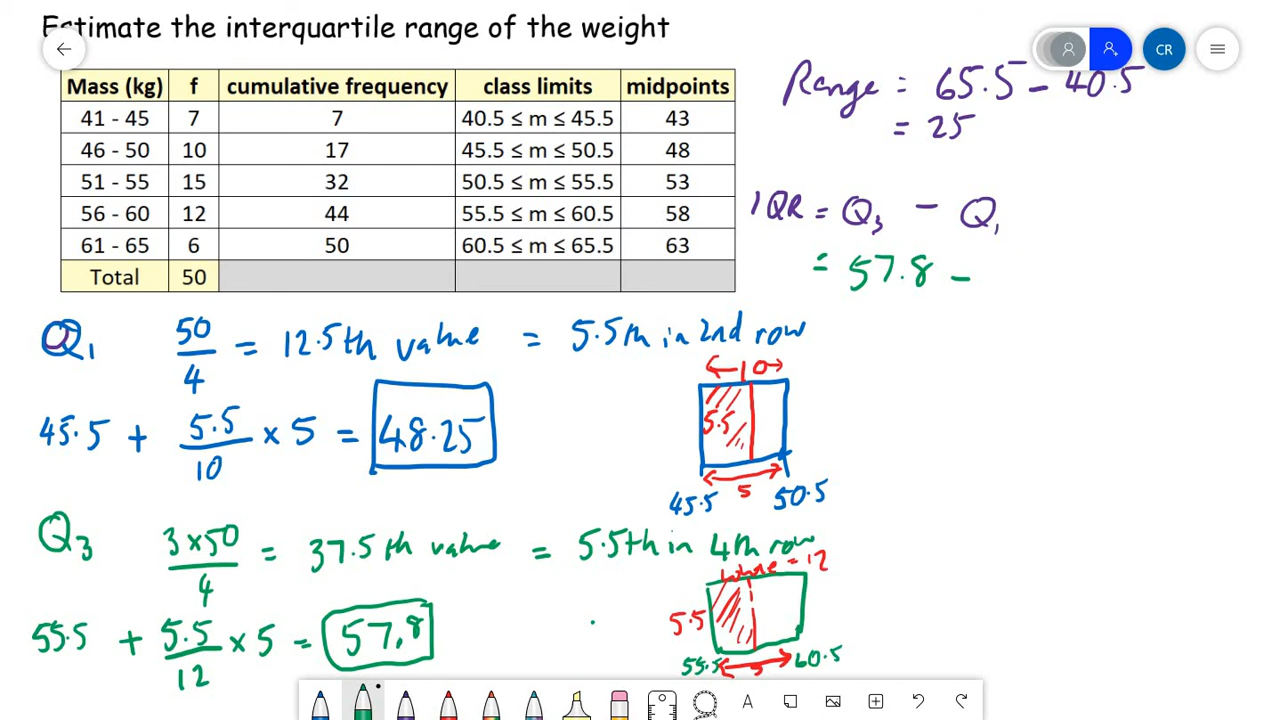 Estimate the interquartile range of the weight
CR
Mass (kg) f cumulative frequency class limits midpoints
41 - 45 7 7 40.5 ≤ m ≤ 45.5 43
46 - 50 10 17 45.5 ≤ m ≤ 50.5 48
51 - 55 15 32 50.5 ≤ m ≤ 55.5 53
56 - 60 12 44 55.5 ≤ m ≤ 60.5 58
61 - 65 6 50 60.5 ≤ m ≤ 65.5 63
Total 50
Range = 65.5 - 40.5
= 25
IQR = Q3 - Q1
= 57.8 -
Q1 50/4 = 12.5th value = 5.5th in 2nd row
45.5 + 5.5/10 × 5 = 48.25
10
5.5
5
45.5 50.5
Q3 3×50/4 = 37.5th value = 5.5th in 4th row
55.5 + 5.5/12 × 5 = 57.8
whole = 12
5.5
5
55.5 60.5
A